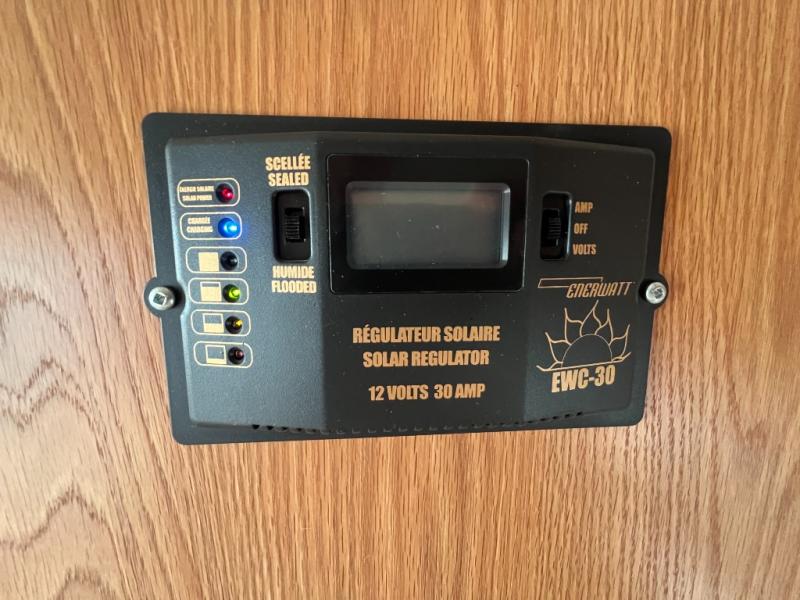 ÉNERGIE SOLAIRE
SOLAR POWER
CHARGÉE
CHARGING
SCELLÉE
SEALED
HUMIDE
FLOODED
AMP
OFF
VOLTS
ENERWATT
RÉGULATEUR SOLAIRE
SOLAR REGULATOR
12 VOLTS 30 AMP
EWC-30